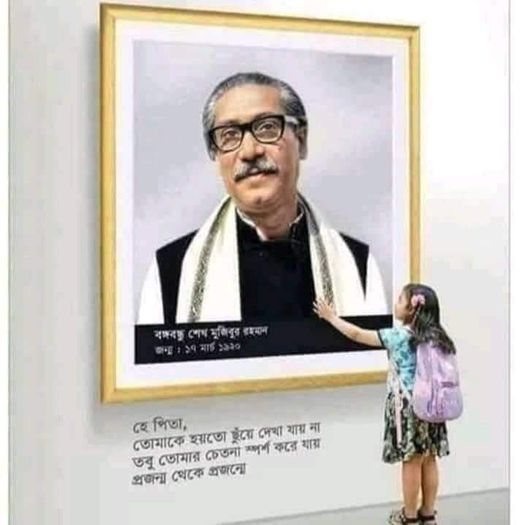 বঙ্গবন্ধু শেখ মুজিবুর রহমান
জন্ম : ১৭ মার্চ ১৯২০
হে পিতা,
তোমাকে হয়তো ছুঁয়ে দেখা যায় না
তবু তোমার চেতনা স্পর্শ করে যায়
প্রজন্ম থেকে প্রজন্মে